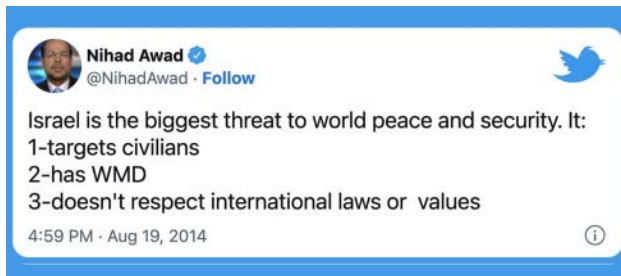 Nihad Awad
@NihadAwad · Follow
Israel is the biggest threat to world peace and security. It:
1-targets civilians
2-has WMD
3-doesn't respect international laws or  values
4:59 PM · Aug 19, 2014